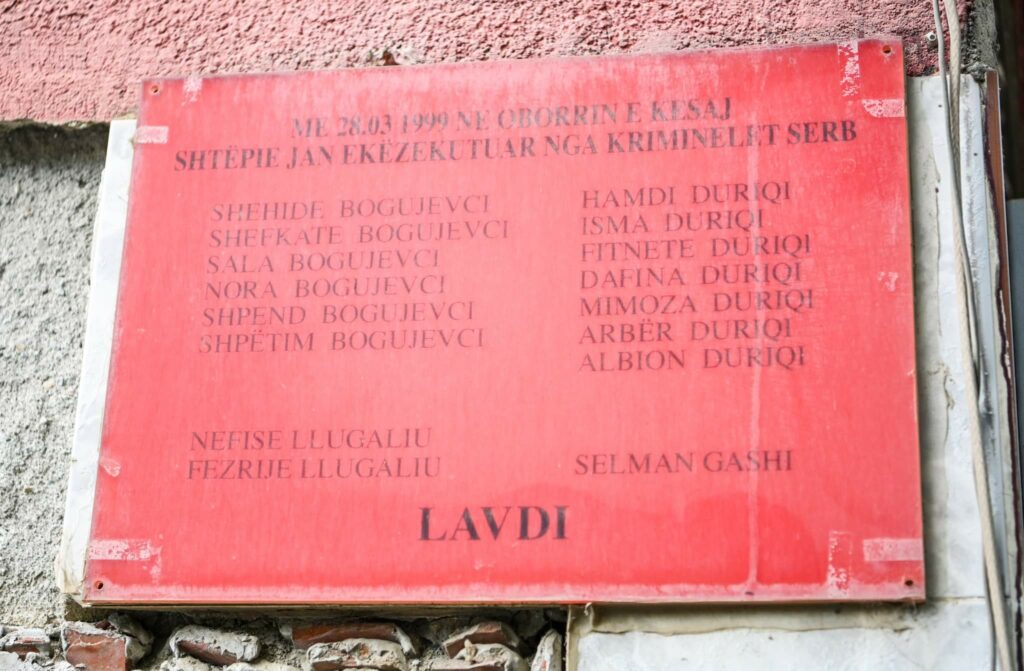 ME 28.03 1999 NE OBORRIN E KESAJ
SHTËPIE JAN EKËZEKUTUAR NGA KRIMINELET SERB
SHEHIDE BOGUJEVCI
SHEFKATE BOGUJEVCI
SALA BOGUJEVCI
NORA BOGUJEVCI
SHPEND BOGUJEVCI
SHPËTIM BOGUJEVCI
HAMDI DURIQI
ISMA DURIQI
FITNETE DURIQI
DAFINA DURIQI
MIMOZA DURIQI
ARBËR DURIQI
ALBION DURIQI
NEFISE LLUGALIU
FEZRIJE LLUGALIU
SELMAN GASHI
LAVDI